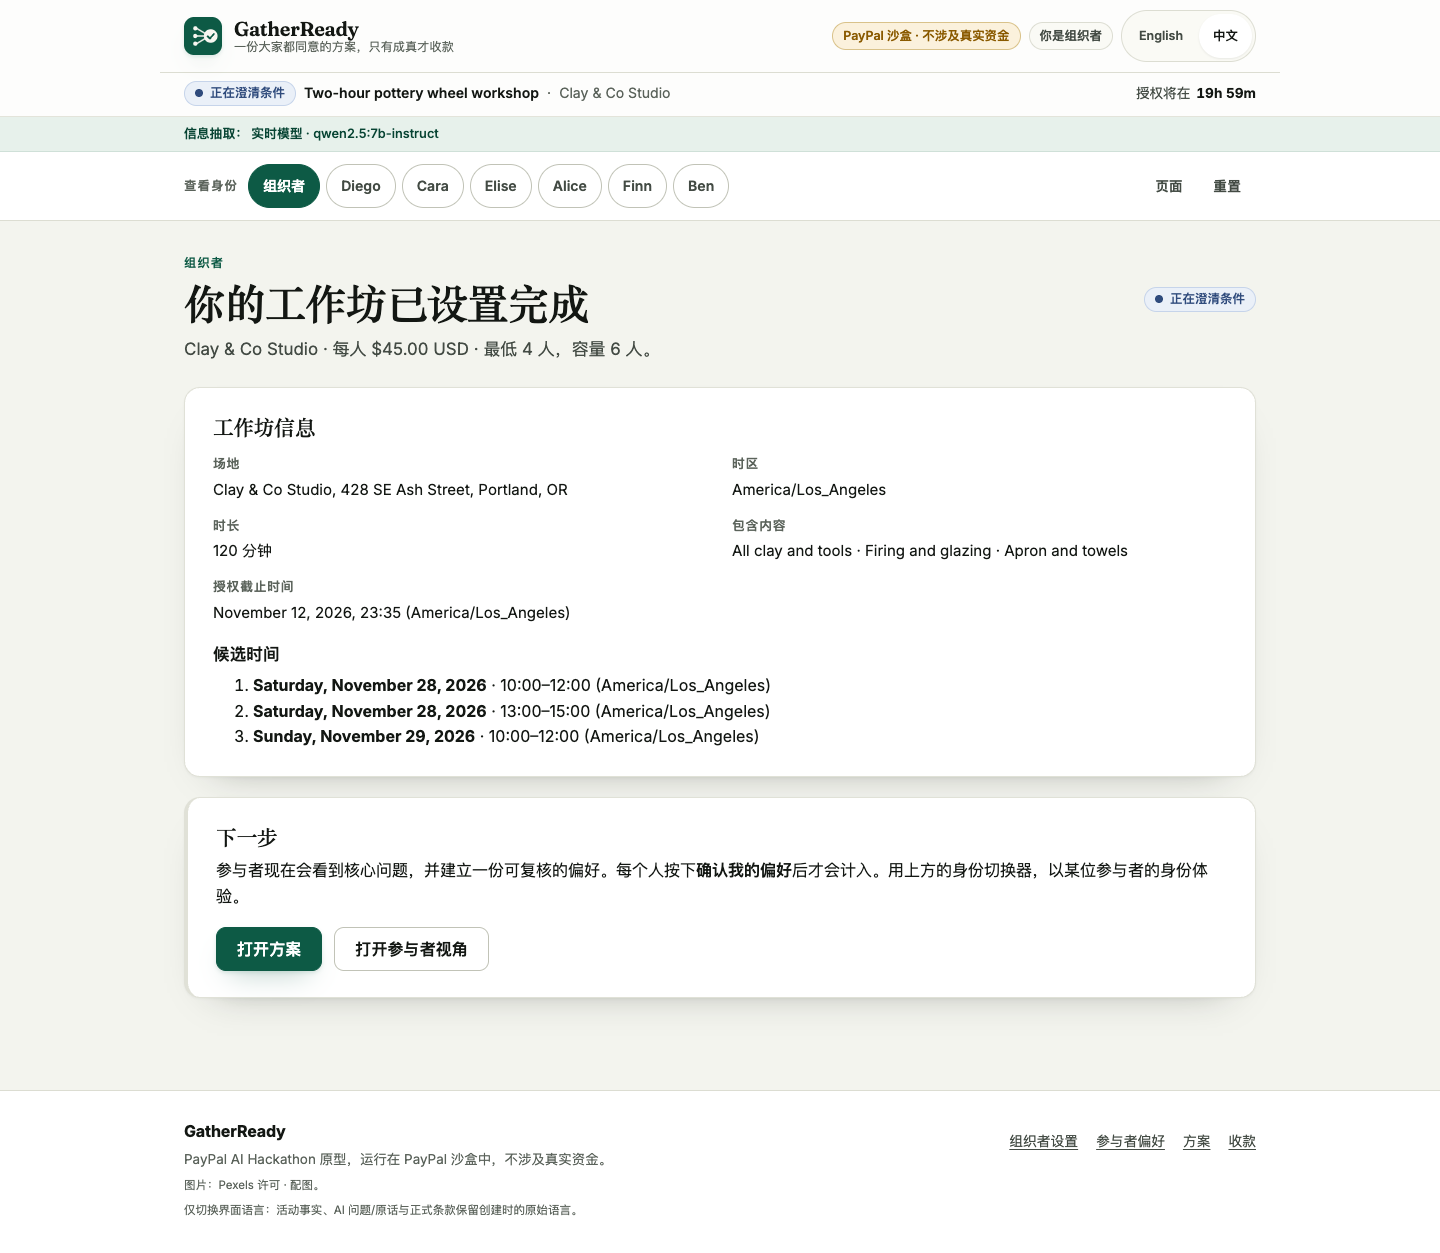 GatherReady
一份大家都同意的方案，只有成真才收款
PayPal 沙盒 · 不涉及真实资金
你是组织者
English
中文
正在澄清条件
Two-hour pottery wheel workshop · Clay & Co Studio
授权将在 19h 59m
信息抽取： 实时模型 · qwen2.5:7b-instruct
查看身份
组织者
Diego
Cara
Elise
Alice
Finn
Ben
页面
重置
组织者
你的工作坊已设置完成
正在澄清条件
Clay & Co Studio · 每人 $45.00 USD · 最低 4 人，容量 6 人。
工作坊信息
场地
Clay & Co Studio, 428 SE Ash Street, Portland, OR
时区
America/Los_Angeles
时长
120 分钟
包含内容
All clay and tools · Firing and glazing · Apron and towels
授权截止时间
November 12, 2026, 23:35 (America/Los_Angeles)
候选时间
1. Saturday, November 28, 2026 · 10:00–12:00 (America/Los_Angeles)
2. Saturday, November 28, 2026 · 13:00–15:00 (America/Los_Angeles)
3. Sunday, November 29, 2026 · 10:00–12:00 (America/Los_Angeles)
下一步
参与者现在会看到核心问题，并建立一份可复核的偏好。每个人按下确认我的偏好后才会计入。用上方的身份切换器，以某位参与者的身份体
验。
打开方案
打开参与者视角
GatherReady
PayPal AI Hackathon 原型，运行在 PayPal 沙盒中，不涉及真实资金。
图片：Pexels 许可 · 配图。
仅切换界面语言：活动事实、AI 问题/原话与正式条款保留创建时的原始语言。
组织者设置
参与者偏好
方案
收款